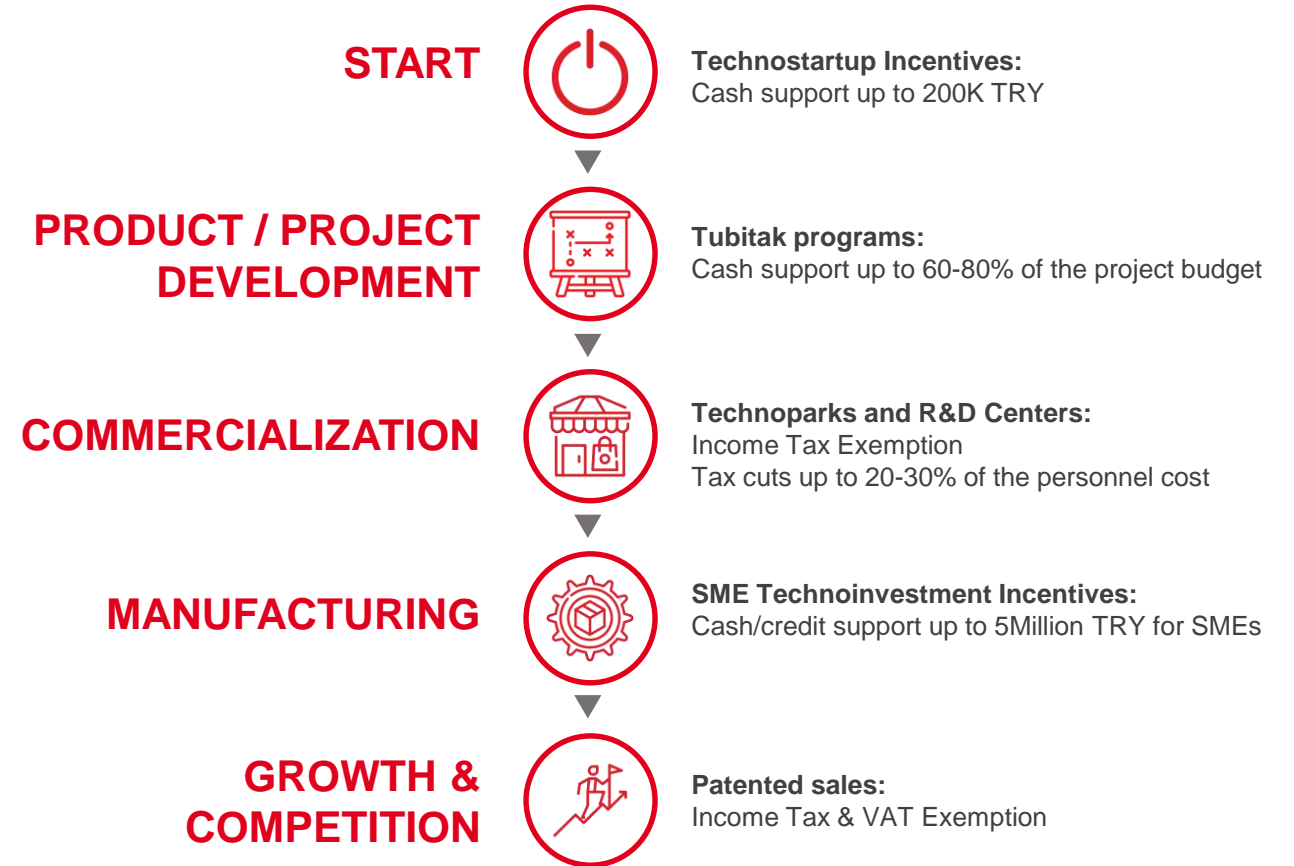 START
Technostartup Incentives:
Cash support up to 200K TRY
PRODUCT / PROJECT
DEVELOPMENT
Tubitak programs:
Cash support up to 60-80% of the project budget
COMMERCIALIZATION
Technoparks and R&D Centers:
Income Tax Exemption
Tax cuts up to 20-30% of the personnel cost
MANUFACTURING
SME Technoinvestment Incentives:
Cash/credit support up to 5Million TRY for SMEs
GROWTH &
COMPETITION
Patented sales:
Income Tax & VAT Exemption